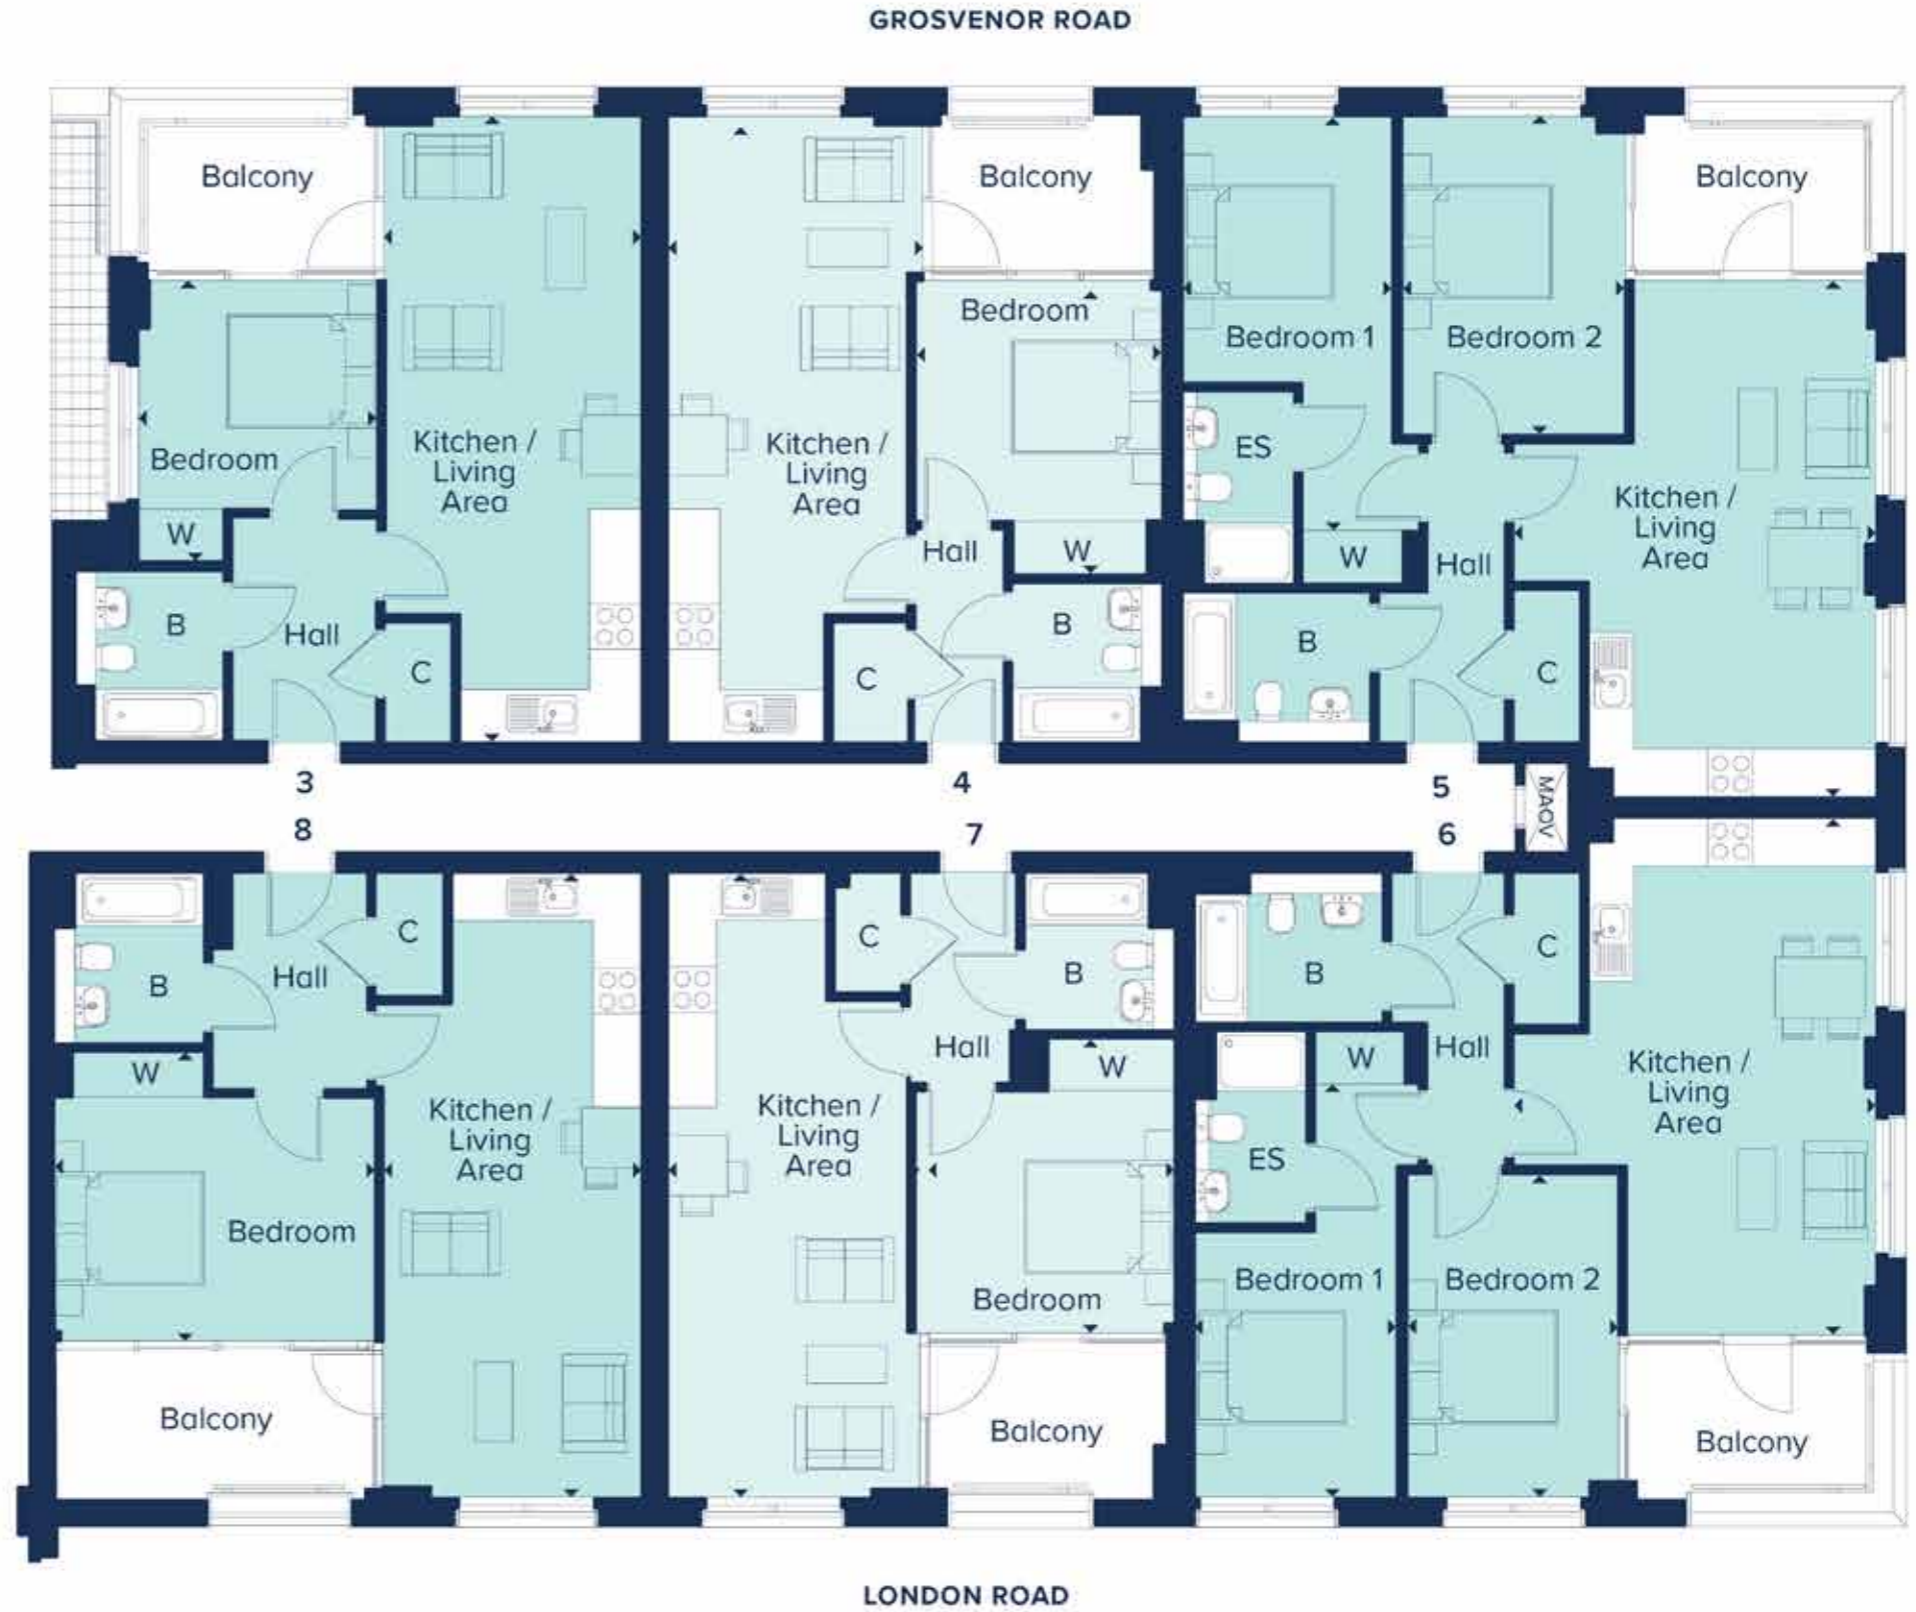 GROSVENOR ROAD
Balcony
Bedroom
W
B
Hall
C
Kitchen /
Living
Area
3
Kitchen /
Living
Area
Balcony
Bedroom
Hall
W
B
C
4
Bedroom 1
Bedroom 2
Balcony
ES
W
Hall
B
C
Kitchen /
Living
Area
5
MAOV
8
B
Hall
C
W
Bedroom
Kitchen /
Living
Area
Balcony
7
C
B
Hall
W
Kitchen /
Living
Area
Bedroom
Balcony
6
B
C
W
Hall
ES
Kitchen /
Living
Area
Bedroom 1
Bedroom 2
Balcony
LONDON ROAD